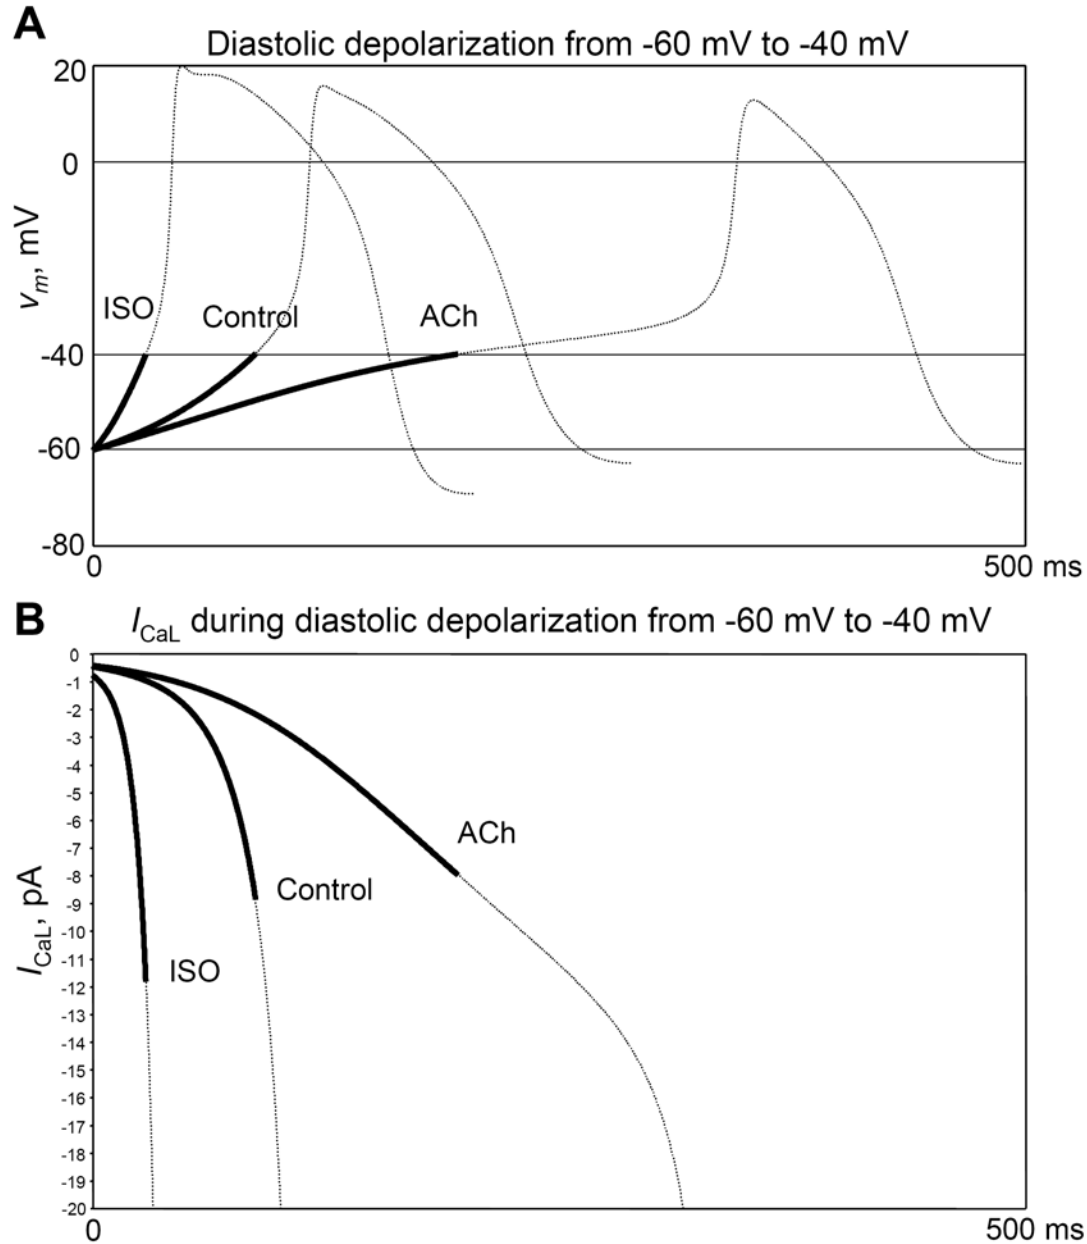 A
Diastolic depolarization from -60 mV to -40 mV
20
0
vm, mV
ISO
Control
ACh
-40
-60
-80
0
500 ms
B
ICaL during diastolic depolarization from -60 mV to -40 mV
0
-1
-2
-3
-4
-5
-6
ACh
-7
-8
Control
-9
-10
ICaL, pA
-11
ISO
-12
-13
-14
-15
-16
-17
-18
-19
-20
0
500 ms